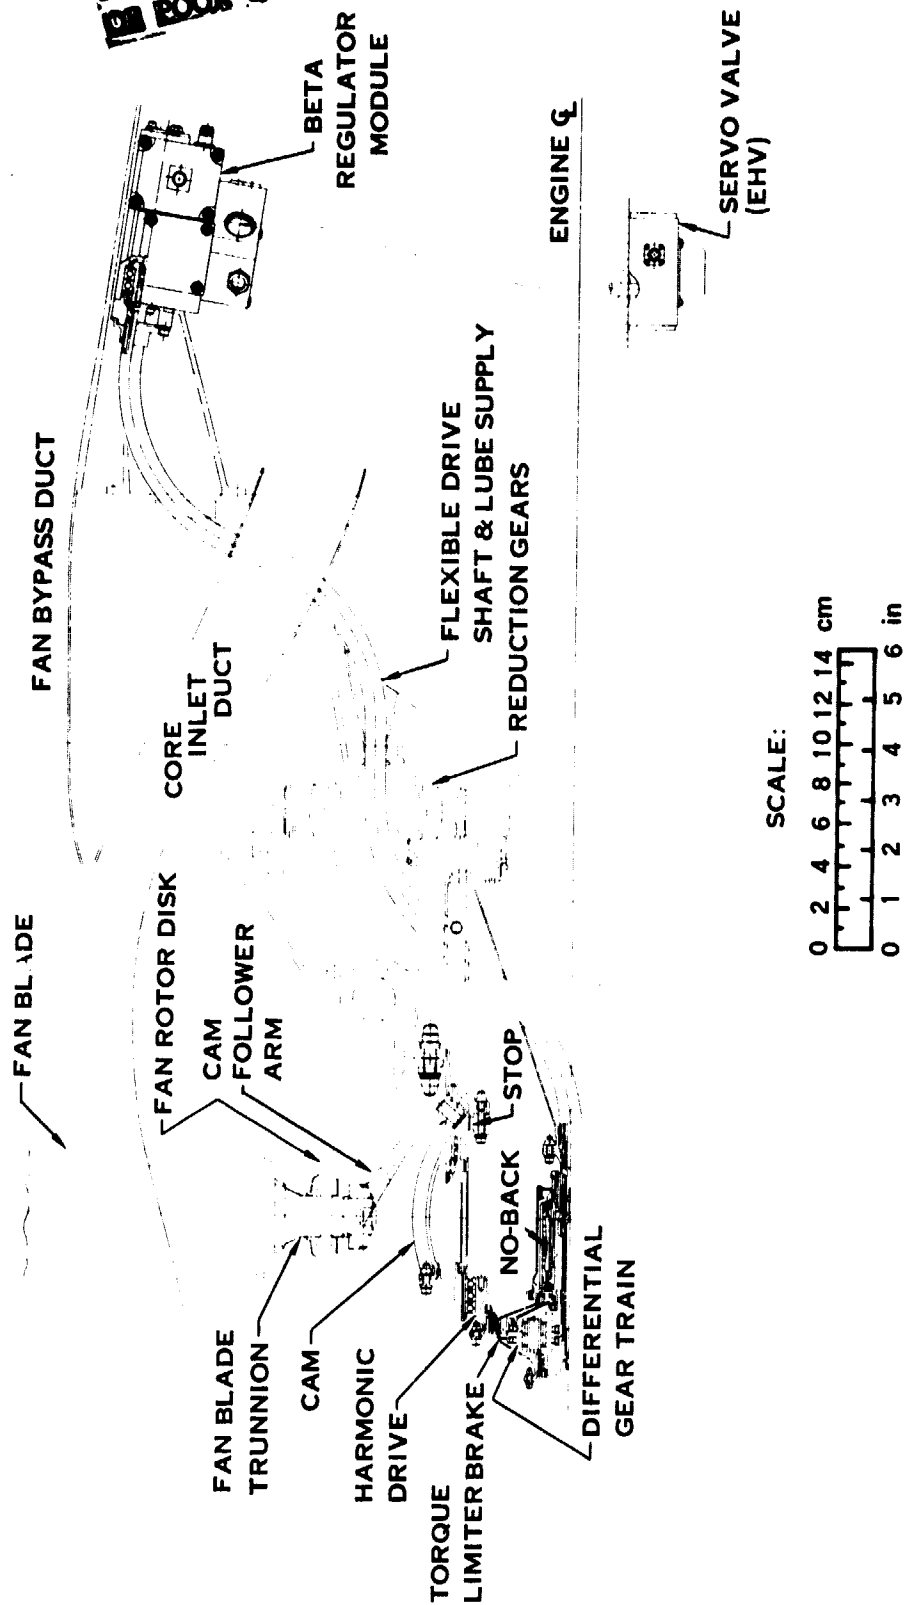 FAN BLADE
FAN BYPASS DUCT
FAN ROTOR DISK
CORE
INLET
DUCT
CAM
FOLLOWER
ARM
BETA
REGULATOR
MODULE
FAN BLADE
TRUNNION
CAM
HARMONIC
DRIVE
TORQUE
LIMITER BRAKE
NO-BACK
STOP
FLEXIBLE DRIVE
SHAFT & LUBE SUPPLY
REDUCTION GEARS
ENGINE ℄
DIFFERENTIAL
GEAR TRAIN
SERVO VALVE
(EHV)
SCALE:
0 2 4 6 8 10 12 14 cm
0 1 2 3 4 5 6 in
OF POOR